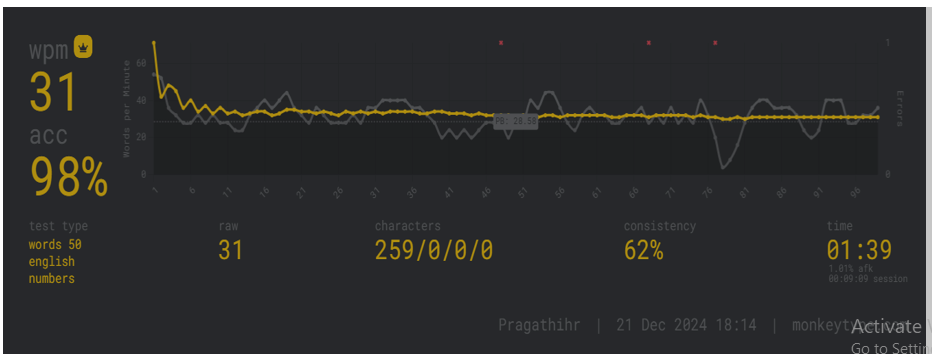 wpm
31
acc
98%
Words per Minute
60
40
20
0
PB: 28.58
1
0
Errors
1 6 11 16 21 26 31 36 41 46 51 56 61 66 71 76 81 86 91 96
test type
words 50
english
numbers
raw
31
characters
259/0/0/0
consistency
62%
time
01:39
1.01% afk
00:09:09 session
Pragathihr | 21 Dec 2024 18:14 |
Activate
Go to Settin